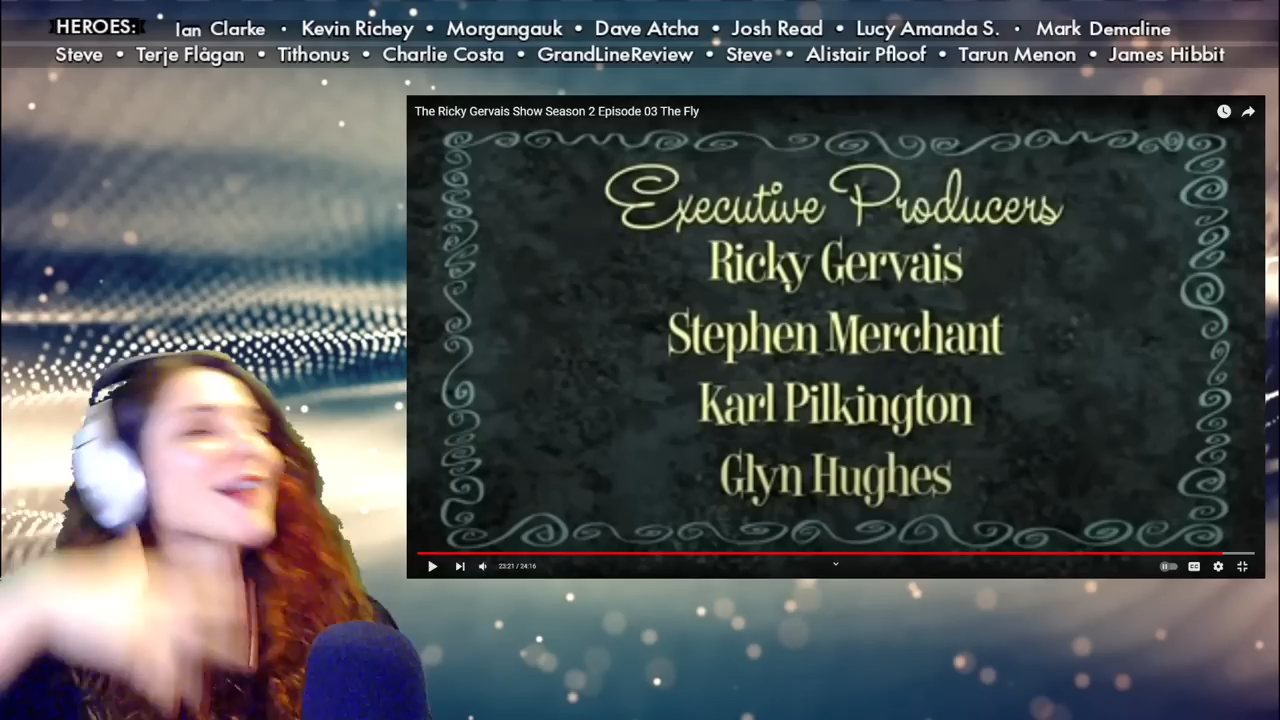 HEROES: Ian Clarke • Kevin Richey • Morgangauk • Dave Atcha • Josh Read • Lucy Amanda S. • Mark Demaline
Steve • Terje Flågan • Tithonus • Charlie Costa • GrandLineReview • Steve • Alistair Pfloof • Tarun Menon • James Hibbit
The Ricky Gervais Show Season 2 Episode 03 The Fly
Executive Producers
Ricky Gervais
Stephen Merchant
Karl Pilkington
Glyn Hughes
23:21 / 24:16
CC